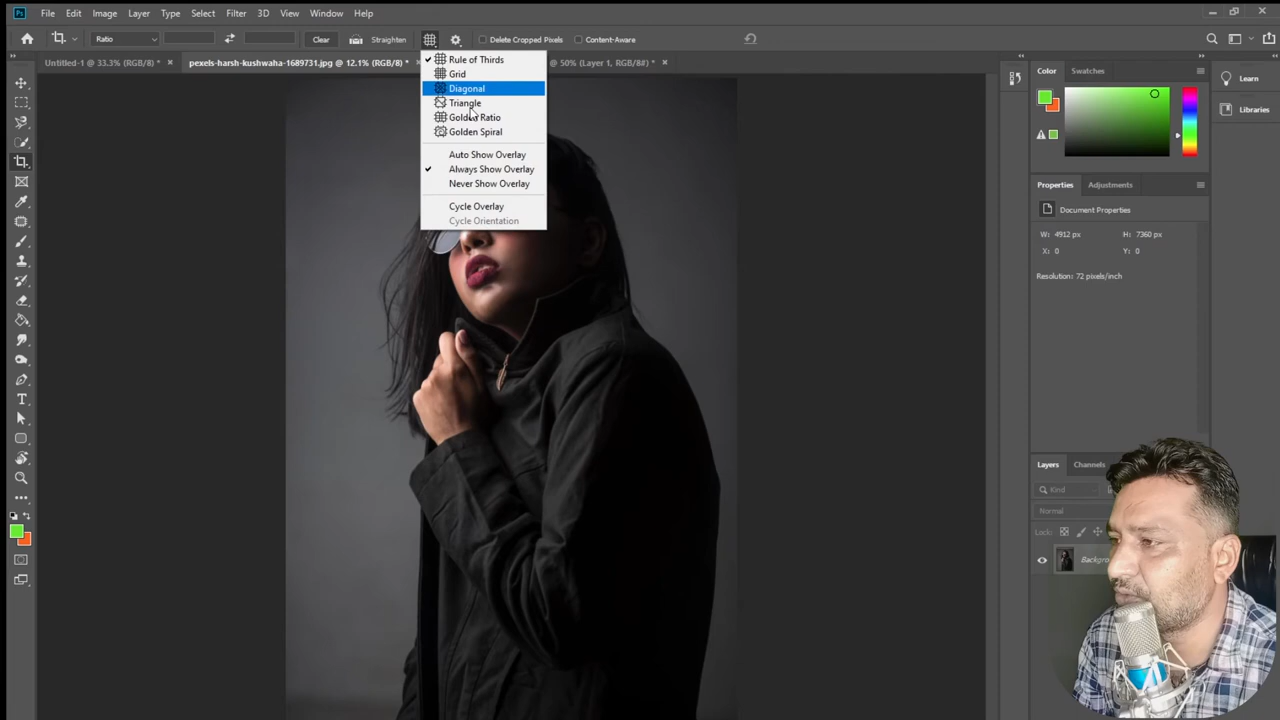 Ps File Edit Image Layer Type Select Filter 3D View Window Help
Ratio Clear Straighten Delete Cropped Pixels Content-Aware
Untitled-1 @ 33.3% (RGB/8) * × pexels-harsh-kushwaha-1689731.jpg @ 12.1% (RGB/8) * × @ 50% (Layer 1, RGB/8#) * ×
Rule of Thirds
Grid
Diagonal
Triangle
Golden Ratio
Golden Spiral
Auto Show Overlay
Always Show Overlay
Never Show Overlay
Cycle Overlay
Cycle Orientation
Color Swatches
Learn
Libraries
Properties Adjustments
Document Properties
W: 4912 px H: 7360 px
X: 0 Y: 0
Resolution: 72 pixels/inch
Layers Channels
Kind
Normal
Lock: